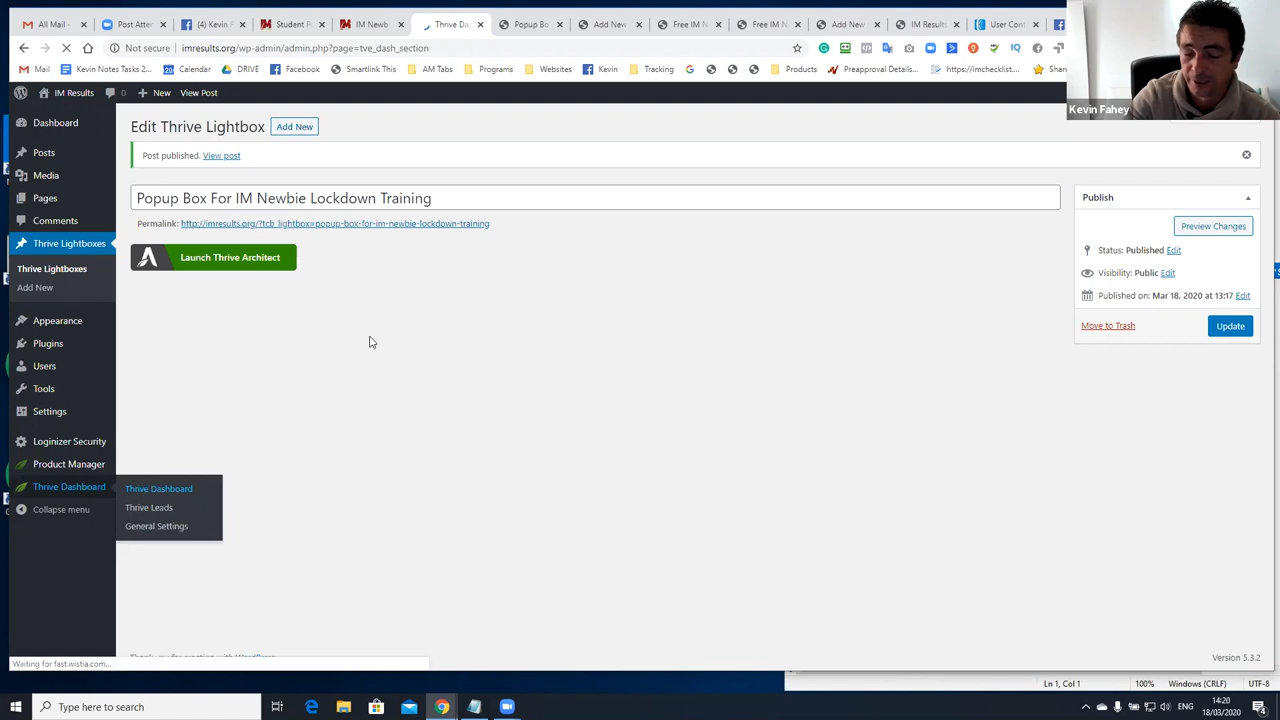 All Mail -
Post Atten
(4) Kevin F
Student P
IM Newb
Thrive Da
Popup Bo
Add New
Free IM N
Free IM N
Add New
IM Results
User Cont
Not secure
imresults.org/wp-admin/admin.php?page=tve_dash_section
Mail
Kevin Notes Tasks 2...
Calendar
DRIVE
Facebook
Smartlink This
AM Tabs
Programs
Websites
Kevin
Tracking
Products
Preapproval Details...
https://imchecklist....
Share
IM Results
0
New
View Post
Kevin Fahey
Dashboard
Posts
Media
Pages
Comments
Thrive Lightboxes
Thrive Lightboxes
Add New
Appearance
Plugins
Users
Tools
Settings
Loginizer Security
Product Manager
Thrive Dashboard
Collapse menu
Thrive Dashboard
Thrive Leads
General Settings
Edit Thrive Lightbox
Add New
Post published. View post
Popup Box For IM Newbie Lockdown Training
Permalink: http://imresults.org/?tcb_lightbox=popup-box-for-im-newbie-lockdown-training
Launch Thrive Architect
Publish
Preview Changes
Status: Published Edit
Visibility: Public Edit
Published on: Mar 18, 2020 at 13:17 Edit
Move to Trash
Update
Version 5.3.2
Waiting for fast.wistia.com...
Ln 1, Col 1
100%
Windows (CRLF)
UTF-8
Type here to search
ENG
14:20
18/03/2020
4